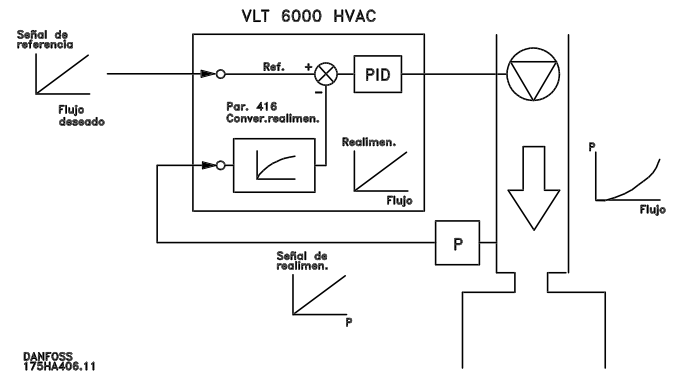 VLT 6000 HVAC
Señal de
referencia
Flujo
deseado
Ref.
+
−
PID
Par. 416
Conver.realimen.
Realimen.
Flujo
P
Flujo
P
Señal de
realimen.
P
DANFOSS
175HA406.11